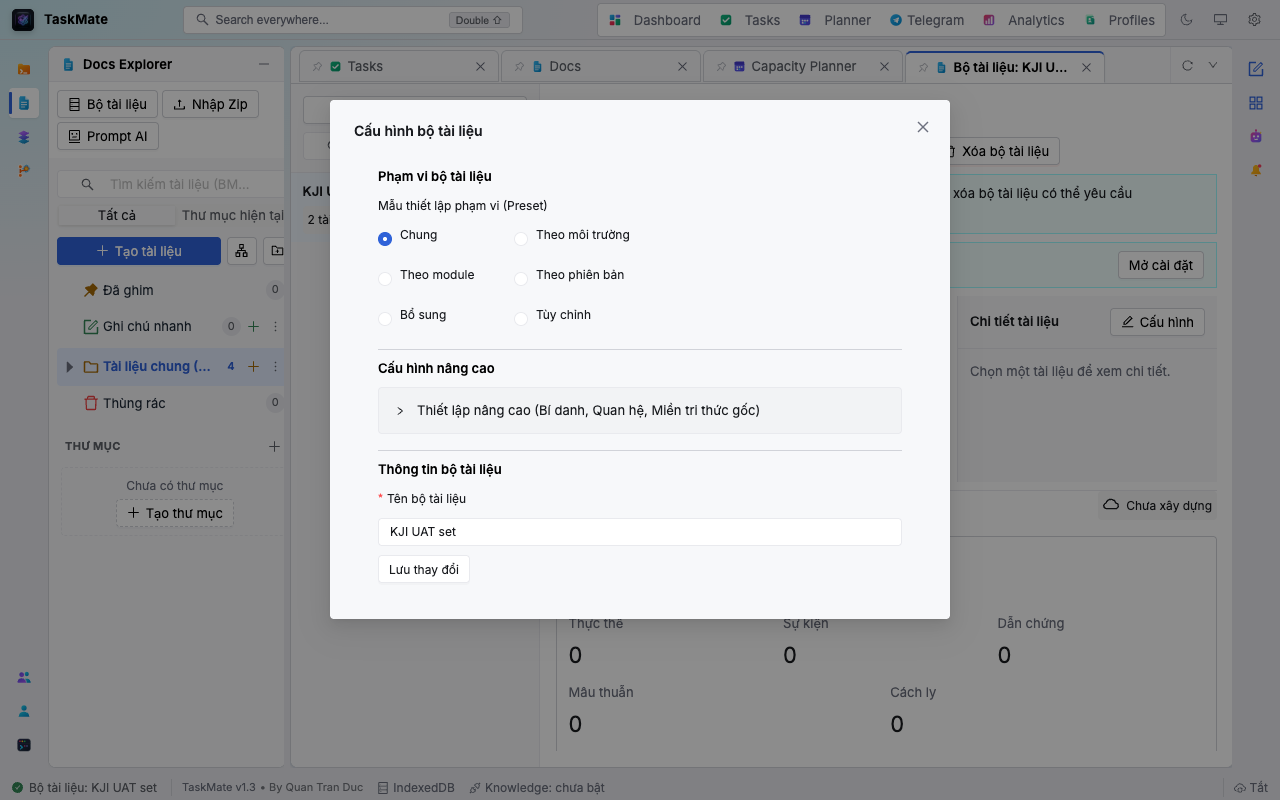 TaskMate
Search everywhere...
Double
Dashboard
Tasks
Planner
Telegram
Analytics
Profiles
Docs Explorer
Bộ tài liệu
Nhập Zip
Prompt AI
Tìm kiếm tài liệu (BM...
Tất cả
Thư mục hiện tại
Tạo tài liệu
Đã ghim
0
Ghi chú nhanh
0
Tài liệu chung (...
4
Thùng rác
0
THƯ MỤC
Chưa có thư mục
Tạo thư mục
Tasks
Docs
Capacity Planner
Bộ tài liệu: KJI U...
KJI U
2 tà
Xóa bộ tài liệu
xóa bộ tài liệu có thể yêu cầu
Mở cài đặt
Chi tiết tài liệu
Cấu hình
Chọn một tài liệu để xem chi tiết.
Chưa xây dựng
Cấu hình bộ tài liệu
Phạm vi bộ tài liệu
Mẫu thiết lập phạm vi (Preset)
Chung
Theo môi trường
Theo module
Theo phiên bản
Bổ sung
Tùy chỉnh
Cấu hình nâng cao
Thiết lập nâng cao (Bí danh, Quan hệ, Miền tri thức gốc)
Thông tin bộ tài liệu
* Tên bộ tài liệu
KJI UAT set
Lưu thay đổi
Thực thể
Sự kiện
Dẫn chứng
0
0
0
Mâu thuẫn
Cách ly
0
0
Bộ tài liệu: KJI UAT set
TaskMate v1.3 • By Quan Tran Duc
IndexedDB
Knowledge: chưa bật
Tắt